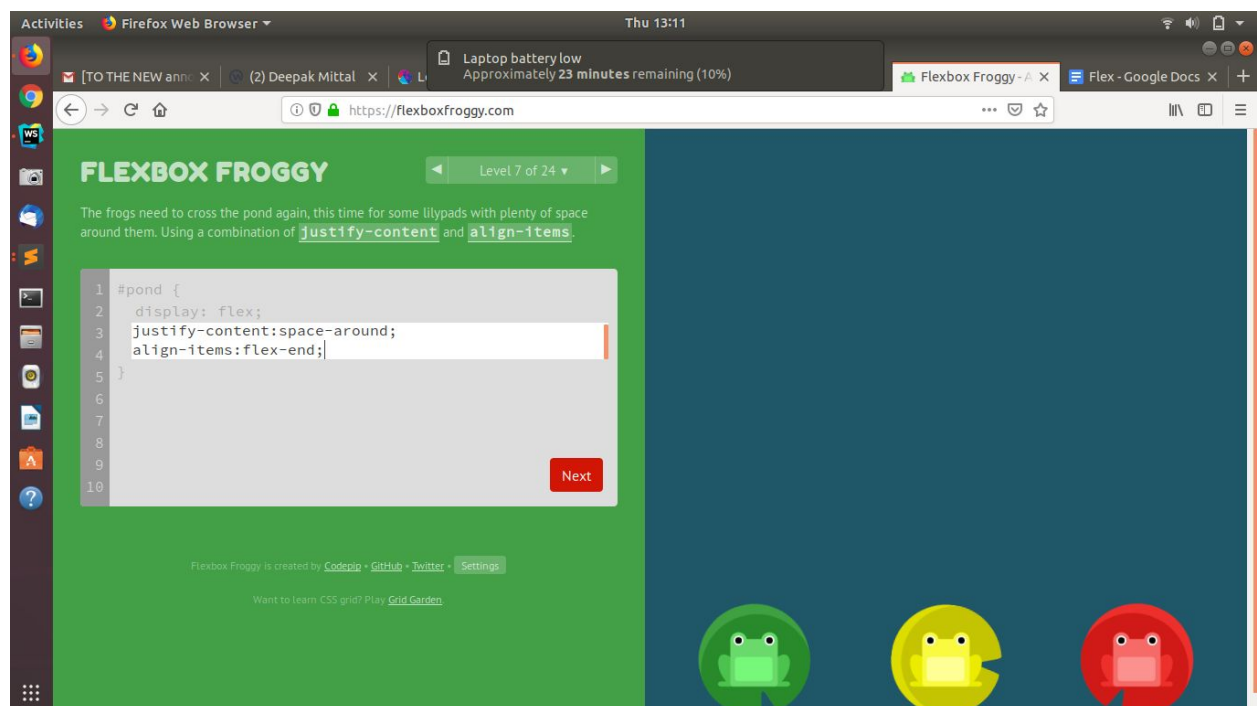 Activities Firefox Web Browser Thu 13:11
Laptop battery low
Approximately 23 minutes remaining (10%)
[TO THE NEW anno (2) Deepak Mittal L Flexbox Froggy - A Flex - Google Docs
https://flexboxfroggy.com
FLEXBOX FROGGY
Level 7 of 24
The frogs need to cross the pond again, this time for some lilypads with plenty of space
around them. Using a combination of justify-content and align-items.
1 #pond {
2 display: flex;
3 justify-content:space-around;
4 align-items:flex-end;
5 }
6
7
8
9
10
Next
Flexbox Froggy is created by Codepip • GitHub • Twitter • Settings
Want to learn CSS grid? Play Grid Garden.
WS